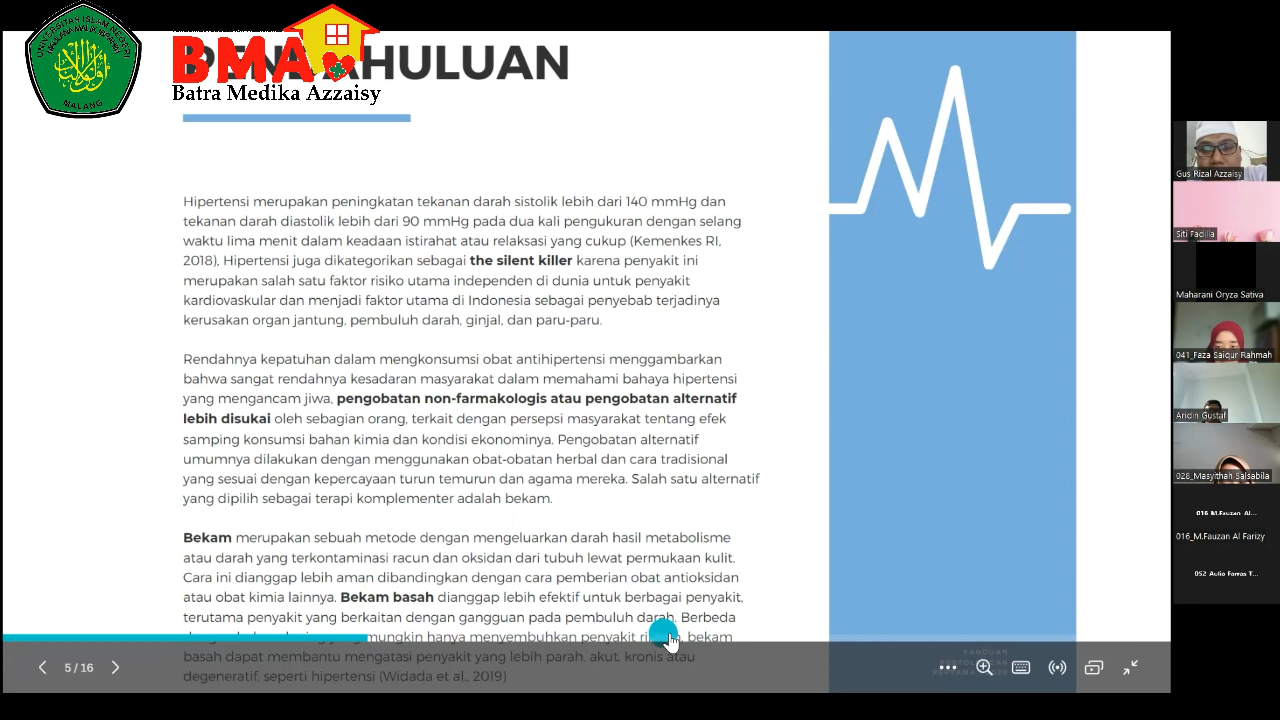 UNIVERSITAS ISLAM NEGERI
MALANG
BMA
Batra Medika Azzaisy
PENDAHULUAN
Hipertensi merupakan peningkatan tekanan darah sistolik lebih dari 140 mmHg dan
tekanan darah diastolik lebih dari 90 mmHg pada dua kali pengukuran dengan selang
waktu lima menit dalam keadaan istirahat atau relaksasi yang cukup (Kemenkes RI,
2018), Hipertensi juga dikategorikan sebagai the silent killer karena penyakit ini
merupakan salah satu faktor risiko utama independen di dunia untuk penyakit
kardiovaskular dan menjadi faktor utama di Indonesia sebagai penyebab terjadinya
kerusakan organ jantung, pembuluh darah, ginjal, dan paru-paru.
Rendahnya kepatuhan dalam mengkonsumsi obat antihipertensi menggambarkan
bahwa sangat rendahnya kesadaran masyarakat dalam memahami bahaya hipertensi
yang mengancam jiwa, pengobatan non-farmakologis atau pengobatan alternatif
lebih disukai oleh sebagian orang, terkait dengan persepsi masyarakat tentang efek
samping konsumsi bahan kimia dan kondisi ekonominya. Pengobatan alternatif
umumnya dilakukan dengan menggunakan obat-obatan herbal dan cara tradisional
yang sesuai dengan kepercayaan turun temurun dan agama mereka. Salah satu alternatif
yang dipilih sebagai terapi komplementer adalah bekam.
Bekam merupakan sebuah metode dengan mengeluarkan darah hasil metabolisme
atau darah yang terkontaminasi racun dan oksidan dari tubuh lewat permukaan kulit.
Cara ini dianggap lebih aman dibandingkan dengan cara pemberian obat antioksidan
atau obat kimia lainnya. Bekam basah dianggap lebih efektif untuk berbagai penyakit,
terutama penyakit yang berkaitan dengan gangguan pada pembuluh darah. Berbeda
mungkin hanya menyembuhkan penyakit bekam
basah dapat membantu mengatasi penyakit yang lebih parah, akut, kronis atau
degeneratif, seperti hipertensi (Widada et al., 2019)
PANDUAN
5 / 16
Gus Rizal Azzaisy
Siti Fadilla
Maharani Oryza Sativa
041_Faza Saiqur Rahmah
Aridin Gustaf
028_Masyithah Salsabila
016 M.Fauzan Al...
016_M.Fauzan Al Farizy